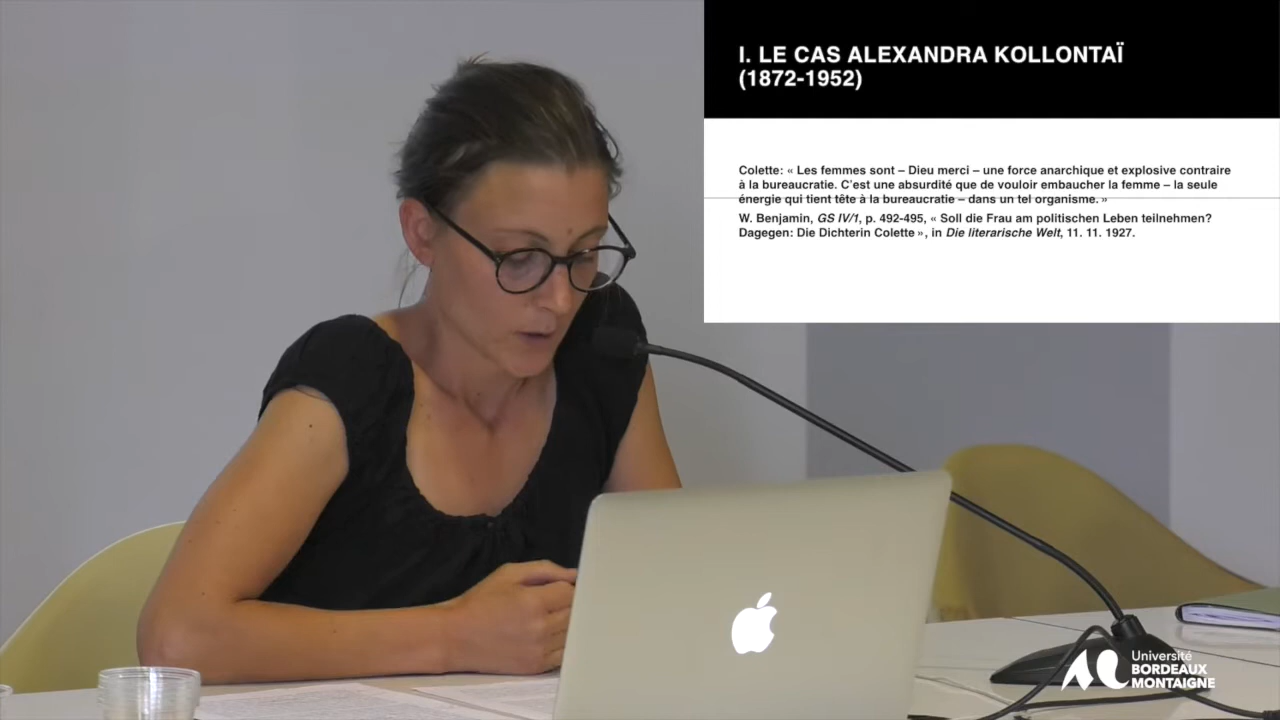 I. LE CAS ALEXANDRA KOLLONTAÏ
(1872-1952)
Colette: « Les femmes sont – Dieu merci – une force anarchique et explosive contraire
à la bureaucratie. C'est une absurdité que de vouloir embaucher la femme – la seule
énergie qui tient tête à la bureaucratie – dans un tel organisme. »
W. Benjamin, GS IV/1, p. 492-495, « Soll die Frau am politischen Leben teilnehmen?
Dagegen: Die Dichterin Colette », in Die literarische Welt, 11. 11. 1927.
Université
BORDEAUX
MONTAIGNE